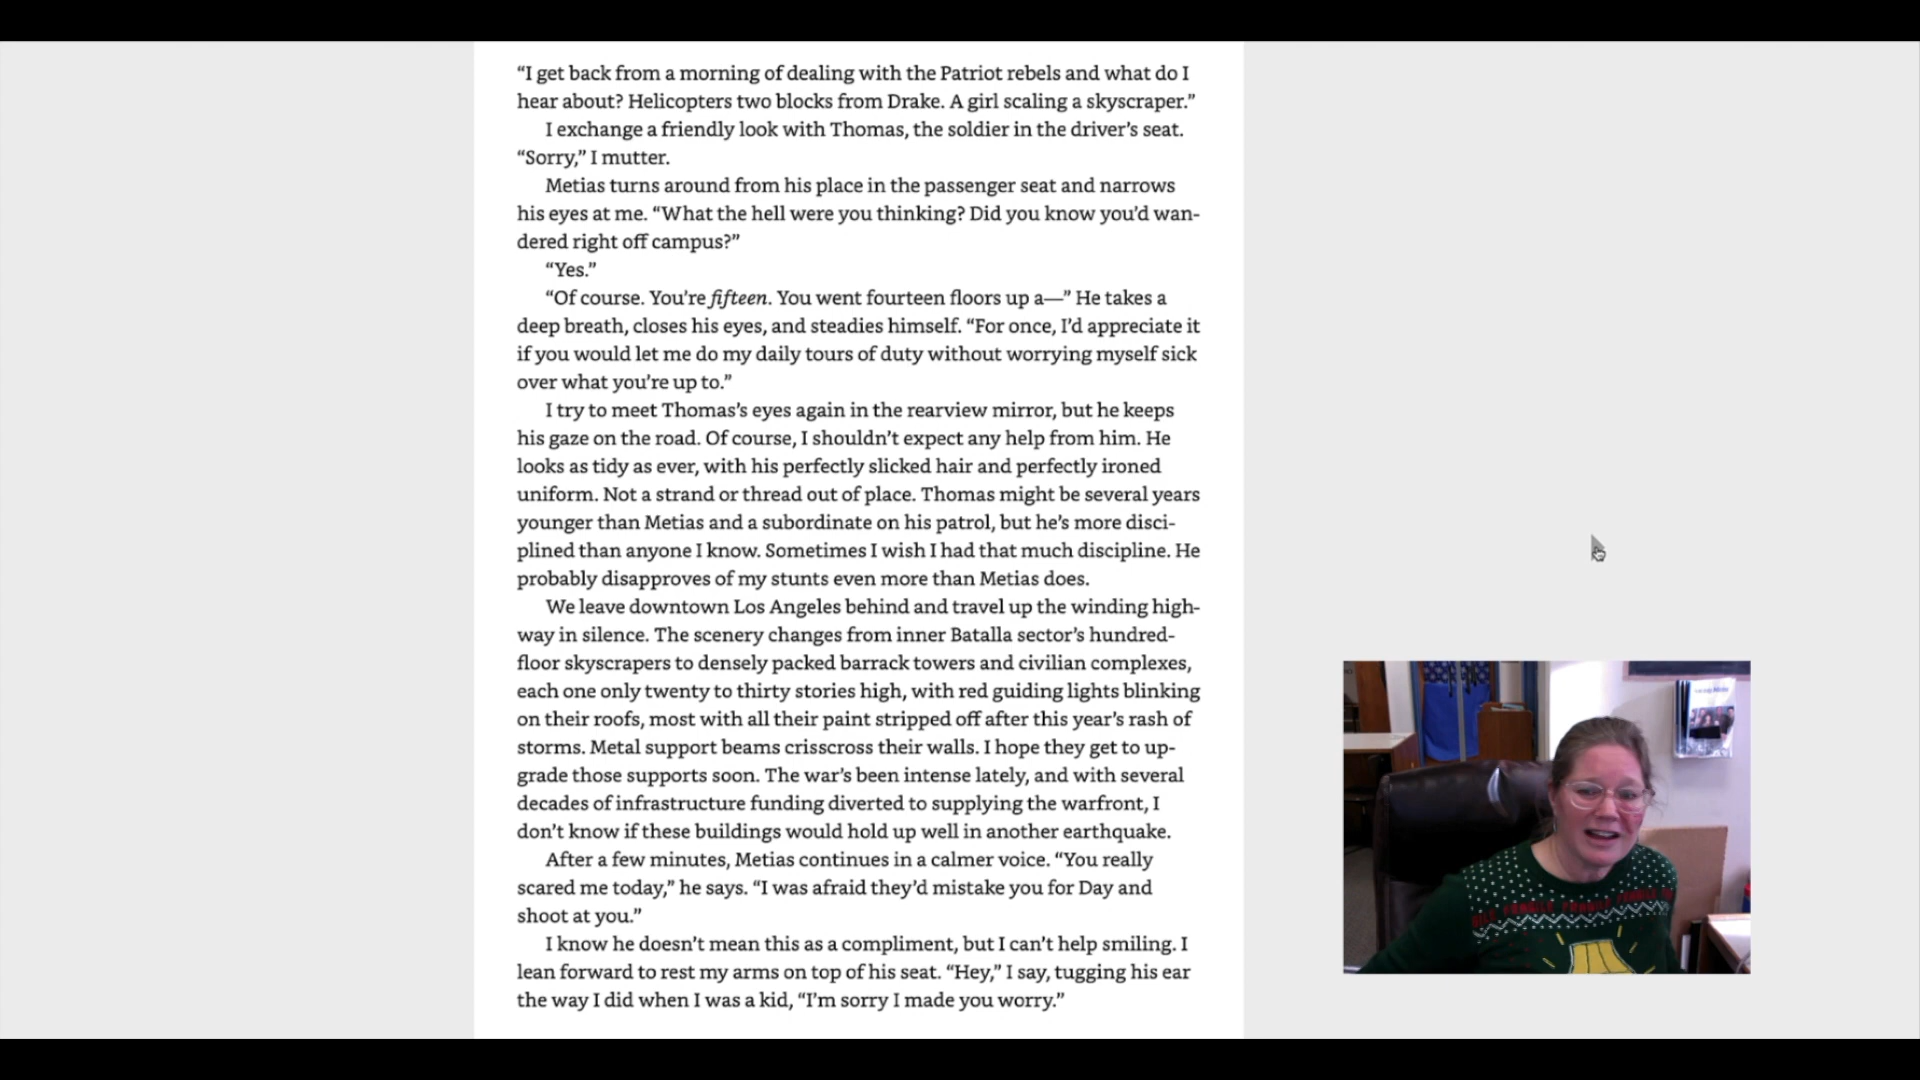 “I get back from a morning of dealing with the Patriot rebels and what do I
hear about? Helicopters two blocks from Drake. A girl scaling a skyscraper.”
I exchange a friendly look with Thomas, the soldier in the driver’s seat.
“Sorry,” I mutter.
Metias turns around from his place in the passenger seat and narrows
his eyes at me. “What the hell were you thinking? Did you know you’d wan-
dered right off campus?”
“Yes.”
“Of course. You’re fifteen. You went fourteen floors up a—” He takes a
deep breath, closes his eyes, and steadies himself. “For once, I’d appreciate it
if you would let me do my daily tours of duty without worrying myself sick
over what you’re up to.”
I try to meet Thomas’s eyes again in the rearview mirror, but he keeps
his gaze on the road. Of course, I shouldn’t expect any help from him. He
looks as tidy as ever, with his perfectly slicked hair and perfectly ironed
uniform. Not a strand or thread out of place. Thomas might be several years
younger than Metias and a subordinate on his patrol, but he’s more disci-
plined than anyone I know. Sometimes I wish I had that much discipline. He
probably disapproves of my stunts even more than Metias does.
We leave downtown Los Angeles behind and travel up the winding high-
way in silence. The scenery changes from inner Batalla sector’s hundred-
floor skyscrapers to densely packed barrack towers and civilian complexes,
each one only twenty to thirty stories high, with red guiding lights blinking
on their roofs, most with all their paint stripped off after this year’s rash of
storms. Metal support beams crisscross their walls. I hope they get to up-
grade those supports soon. The war’s been intense lately, and with several
decades of infrastructure funding diverted to supplying the warfront, I
don’t know if these buildings would hold up well in another earthquake.
After a few minutes, Metias continues in a calmer voice. “You really
scared me today,” he says. “I was afraid they’d mistake you for Day and
shoot at you.”
I know he doesn’t mean this as a compliment, but I can’t help smiling. I
lean forward to rest my arms on top of his seat. “Hey,” I say, tugging his ear
the way I did when I was a kid, “I’m sorry I made you worry.”